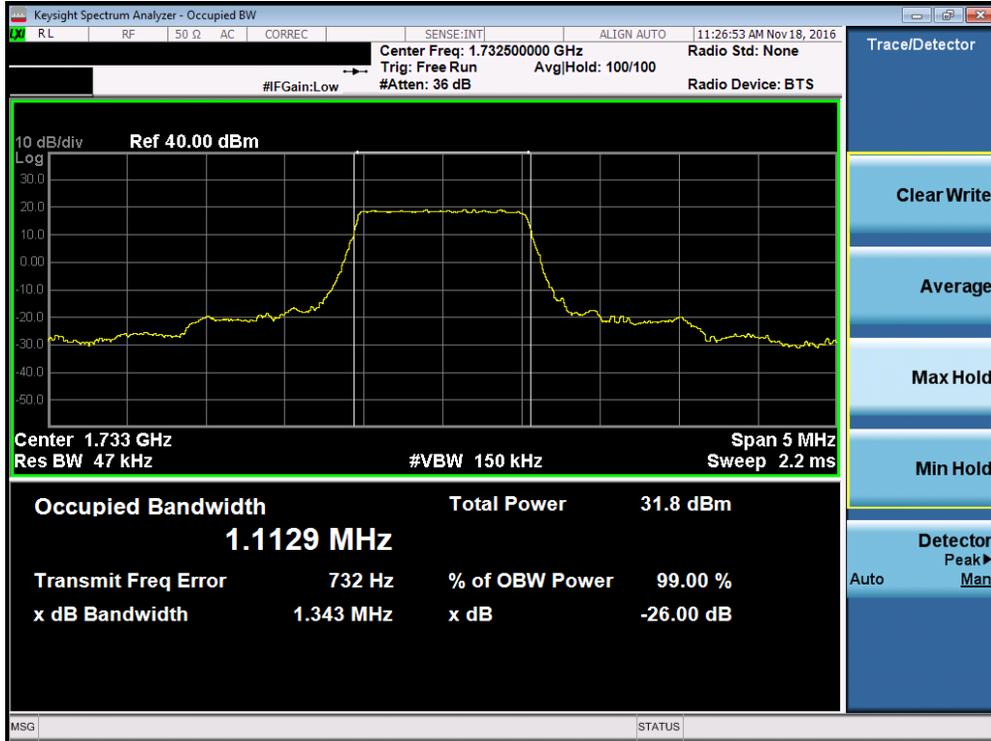 Keysight Spectrum Analyzer - Occupied BW
LXI RL RF 50 Ω AC CORREC SENSE:INT ALIGN AUTO 11:26:53 AM Nov 18, 2016
Center Freq: 1.732500000 GHz Radio Std: None
Trig: Free Run Avg|Hold: 100/100
#IFGain:Low #Atten: 36 dB Radio Device: BTS
Trace/Detector
10 dB/div Ref 40.00 dBm
Log
30.0
20.0
10.0
0.00
-10.0
-20.0
-30.0
-40.0
-50.0
Center 1.733 GHz Span 5 MHz
Res BW 47 kHz #VBW 150 kHz Sweep 2.2 ms
Occupied Bandwidth Total Power 31.8 dBm
1.1129 MHz
Transmit Freq Error 732 Hz % of OBW Power 99.00 %
x dB Bandwidth 1.343 MHz x dB -26.00 dB
Clear Write
Average
Max Hold
Min Hold
Detector
Peak▶
Auto Man
MSG STATUS